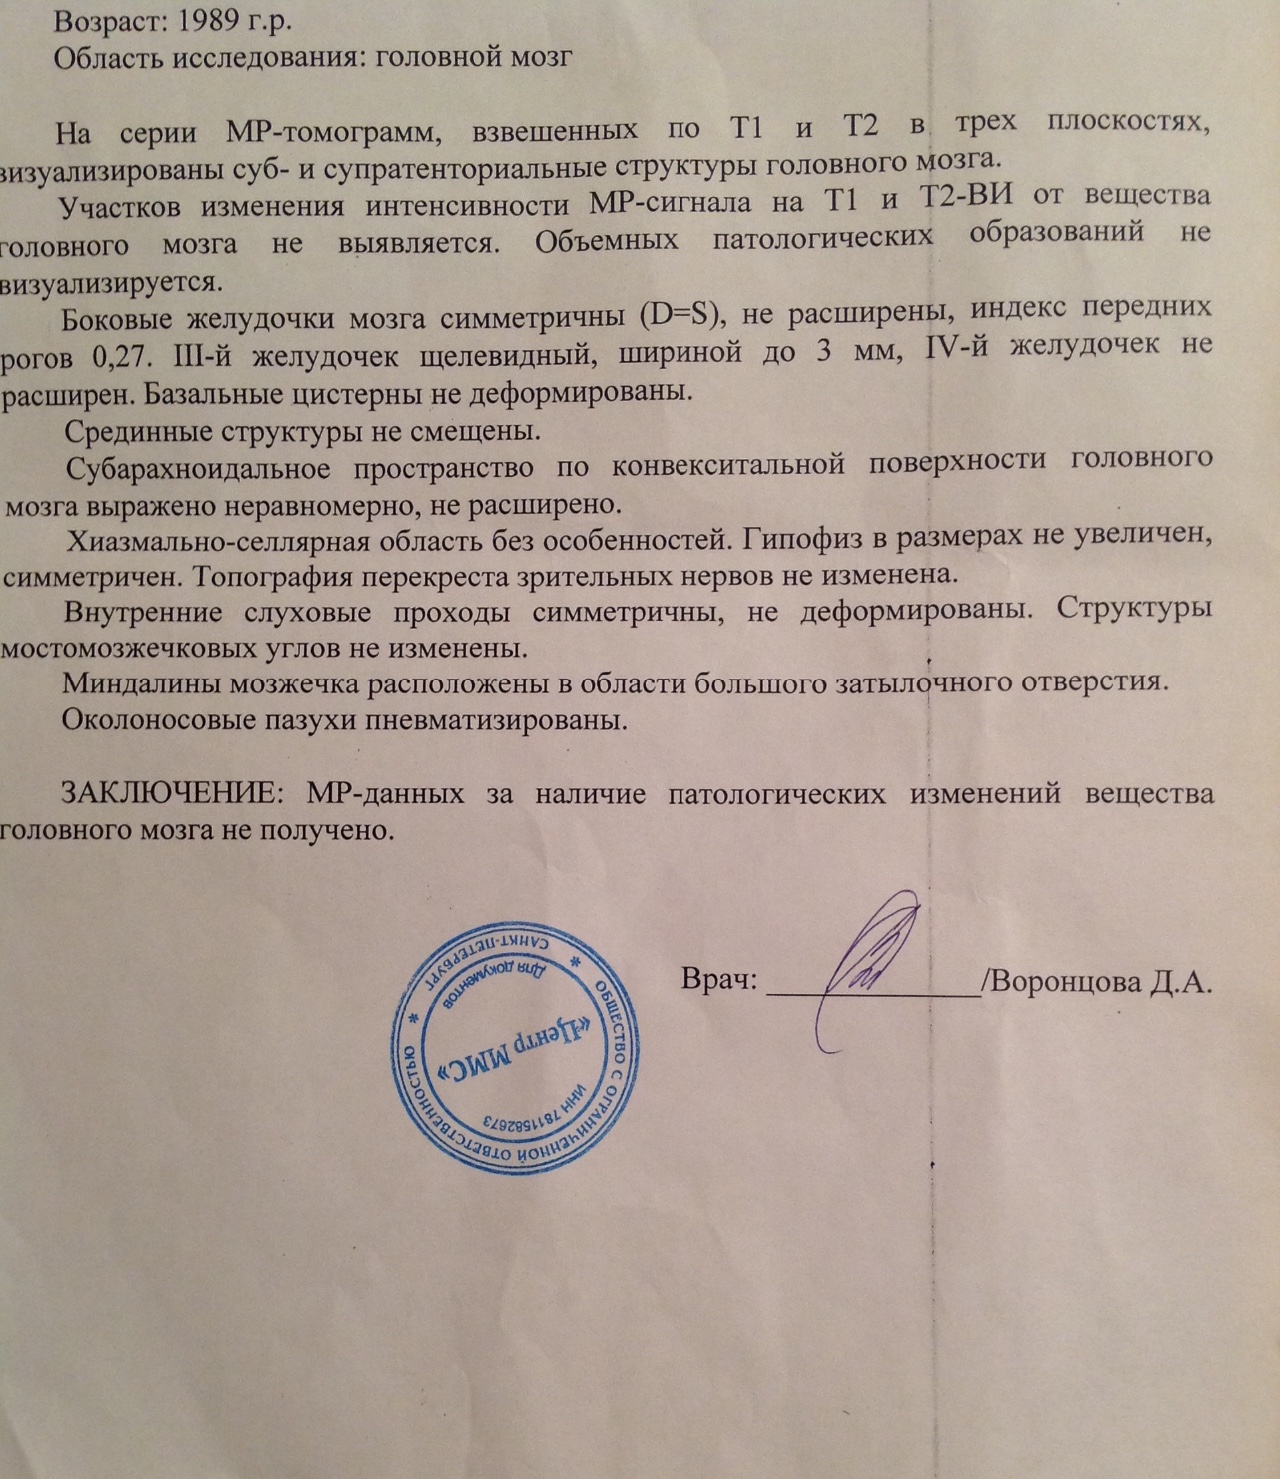 Возраст: 1989 г.р.
Область исследования: головной мозг
На серии МР-томограмм, взвешенных по Т1 и Т2 в трех плоскостях,
визуализированы суб- и супратенториальные структуры головного мозга.
Участков изменения интенсивности МР-сигнала на Т1 и Т2-ВИ от вещества
головного мозга не выявляется. Объемных патологических образований не
визуализируется.
Боковые желудочки мозга симметричны (D=S), не расширены, индекс передних
рогов 0,27. III-й желудочек щелевидный, шириной до 3 мм, IV-й желудочек не
расширен. Базальные цистерны не деформированы.
Срединные структуры не смещены.
Субарахноидальное пространство по конвекситальной поверхности головного
мозга выражено неравномерно, не расширено.
Хиазмально-селлярная область без особенностей. Гипофиз в размерах не увеличен,
симметричен. Топография перекреста зрительных нервов не изменена.
Внутренние слуховые проходы симметричны, не деформированы. Структуры
мостомозжечковых углов не изменены.
Миндалины мозжечка расположены в области большого затылочного отверстия.
Околоносовые пазухи пневматизированы.
ЗАКЛЮЧЕНИЕ: МР-данных за наличие патологических изменений вещества
головного мозга не получено.
Врач: ______________/Воронцова Д.А.
ОБЩЕСТВО С ОГРАНИЧЕННОЙ ОТВЕТСТВЕННОСТЬЮ * САНКТ-ПЕТЕРБУРГ *
ИНН 7811582673
«Центр ММС»
Для документов